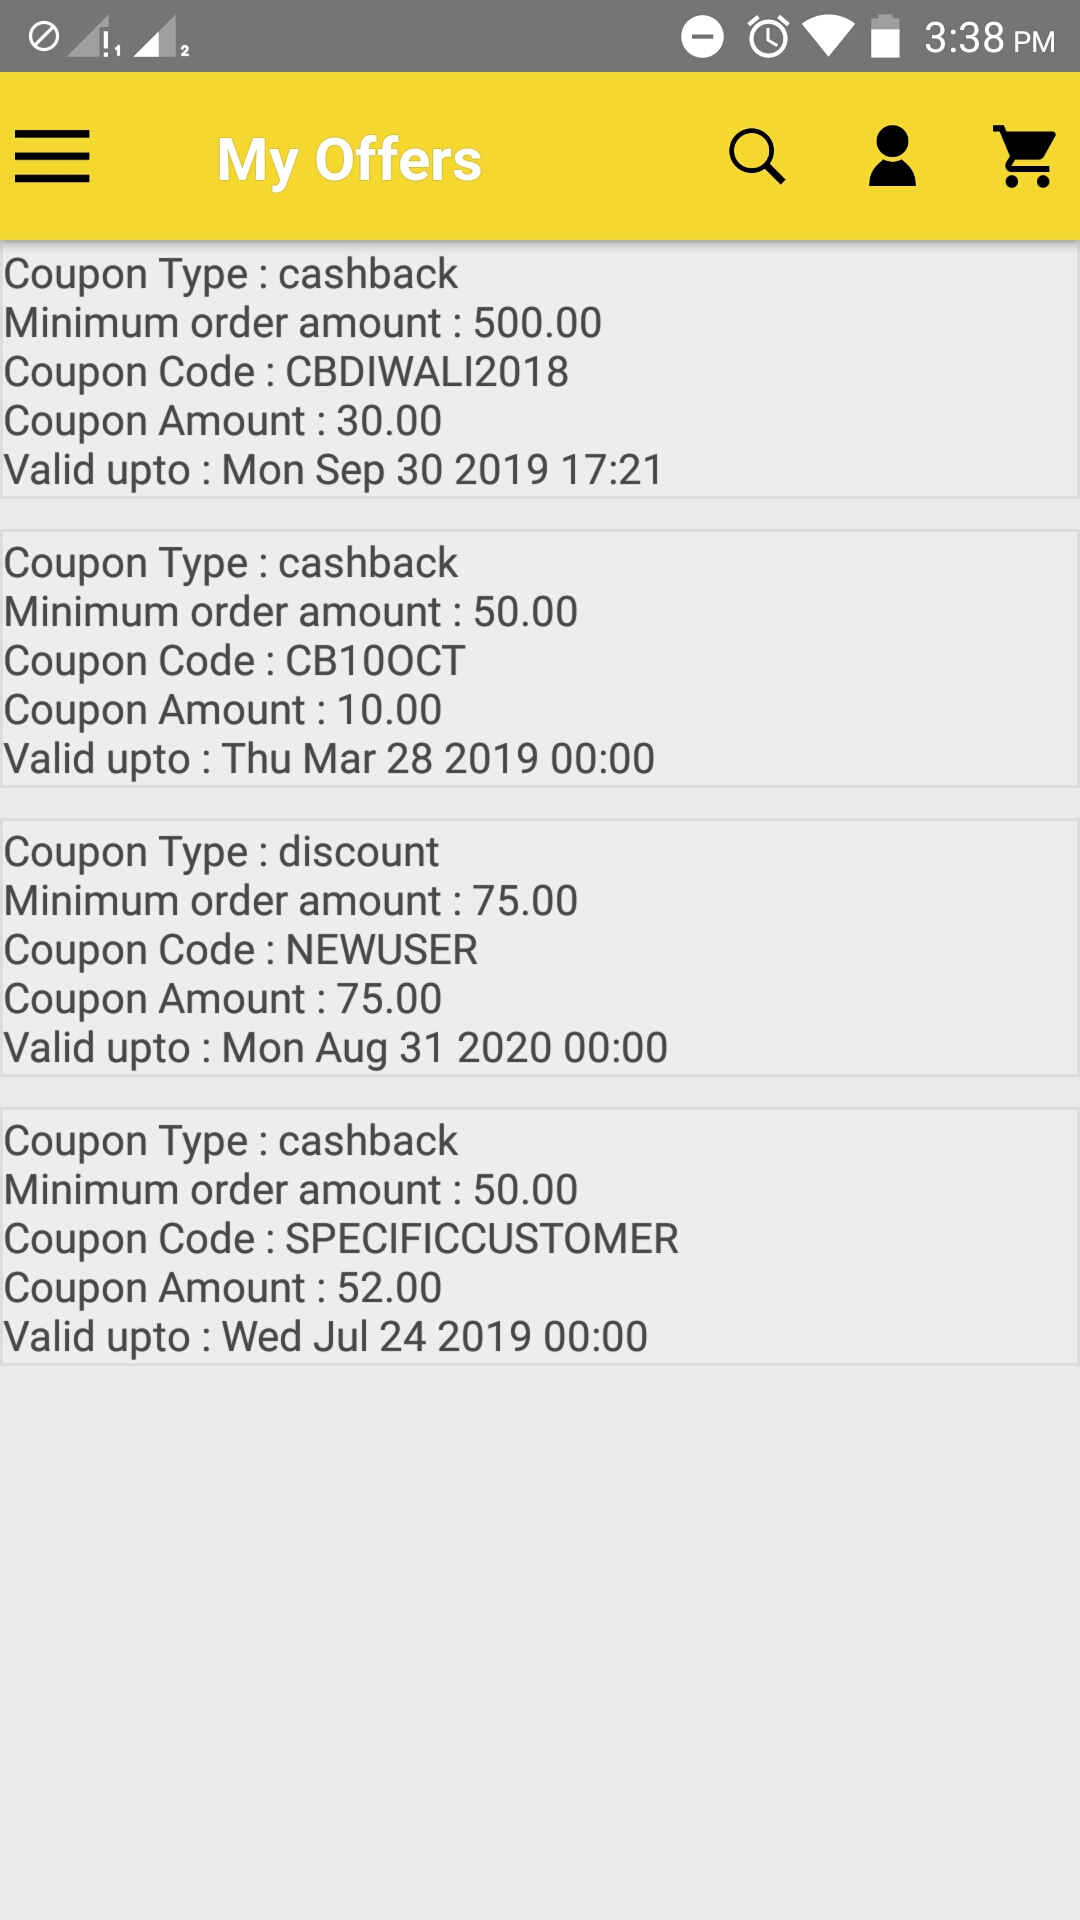 1 2 3:38 PM
My Offers
Coupon Type : cashback
Minimum order amount : 500.00
Coupon Code : CBDIWALI2018
Coupon Amount : 30.00
Valid upto : Mon Sep 30 2019 17:21
Coupon Type : cashback
Minimum order amount : 50.00
Coupon Code : CB10OCT
Coupon Amount : 10.00
Valid upto : Thu Mar 28 2019 00:00
Coupon Type : discount
Minimum order amount : 75.00
Coupon Code : NEWUSER
Coupon Amount : 75.00
Valid upto : Mon Aug 31 2020 00:00
Coupon Type : cashback
Minimum order amount : 50.00
Coupon Code : SPECIFICCUSTOMER
Coupon Amount : 52.00
Valid upto : Wed Jul 24 2019 00:00